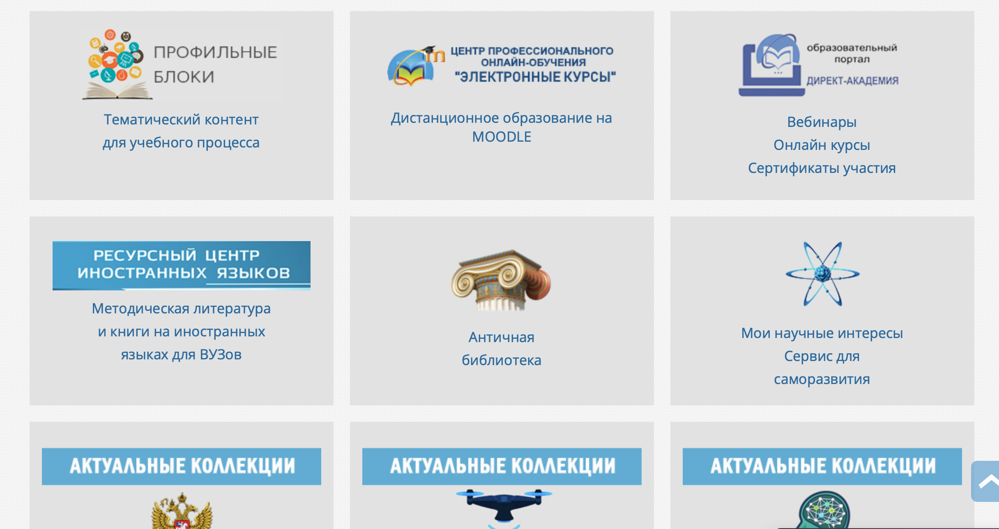 ПРОФИЛЬНЫЕ
БЛОКИ
Тематический контент
для учебного процесса
m
ЦЕНТР ПРОФЕССИОНАЛЬНОГО
ОНЛАЙН-ОБУЧЕНИЯ
"ЭЛЕКТРОННЫЕ КУРСЫ"
Дистанционное образование на
MOODLE
образовательный
портал
ДИРЕКТ-АКАДЕМИЯ
Вебинары
Онлайн курсы
Сертификаты участия
РЕСУРСНЫЙ ЦЕНТР
ИНОСТРАННЫХ ЯЗЫКОВ
Методическая литература
и книги на иностранных
языках для ВУЗов
Античная
библиотека
Мои научные интересы
Сервис для
саморазвития
АКТУАЛЬНЫЕ КОЛЛЕКЦИИ
АКТУАЛЬНЫЕ КОЛЛЕКЦИИ
АКТУАЛЬНЫЕ КОЛЛЕКЦИИ